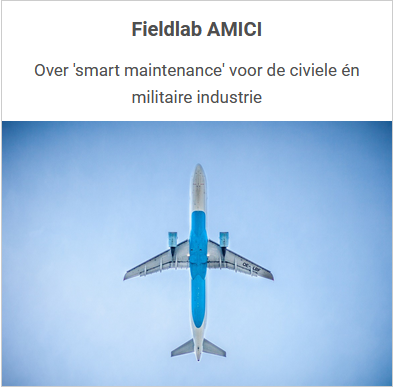 Fieldlab AMICI
Over 'smart maintenance' voor de civiele én
militaire industrie